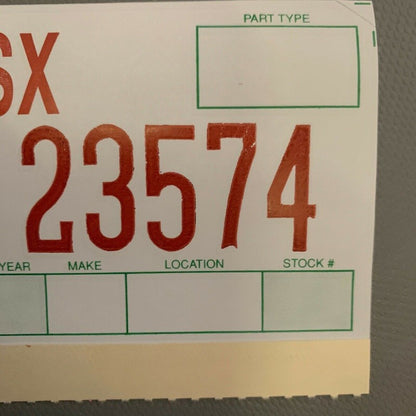 PART TYPE
SX
23574
YEAR MAKE LOCATION STOCK #